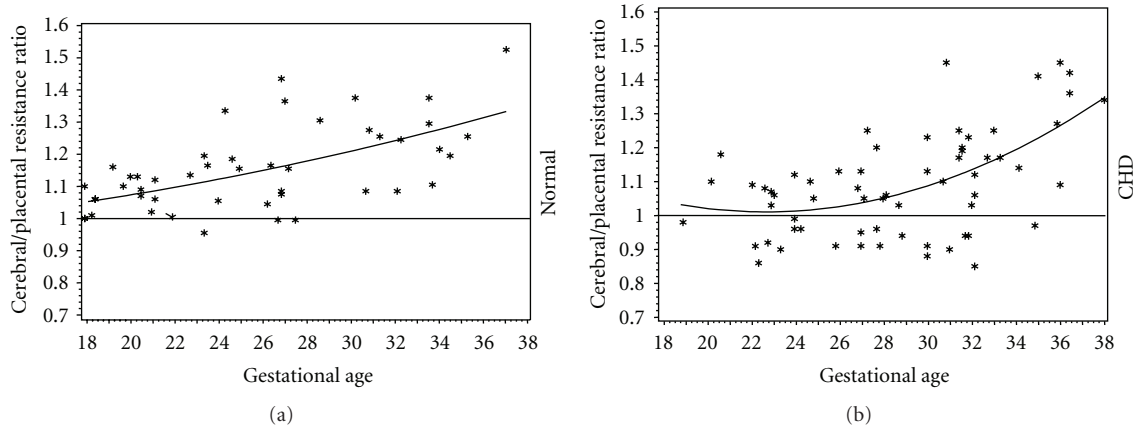 Cerebral/placental resistance ratio
1.6
1.5
1.4
1.3
1.2
1.1
1
0.9
0.8
0.7
18 20 22 24 26 28 30 32 34 36 38
Gestational age
Normal
(a)
Cerebral/placental resistance ratio
1.6
1.5
1.4
1.3
1.2
1.1
1
0.9
0.8
0.7
18 20 22 24 26 28 30 32 34 36 38
Gestational age
CHD
(b)